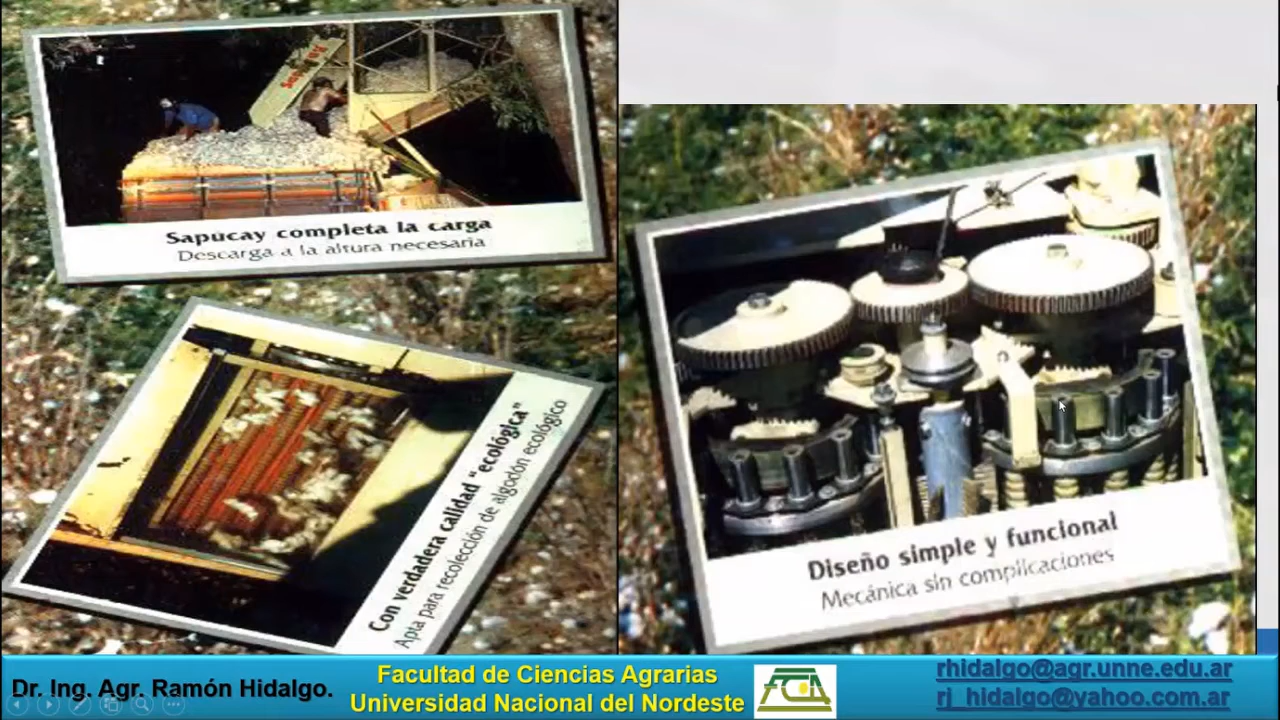 Sapucay completa la carga
Descarga a la altura necesaria
Con verdadera calidad "ecológica"
Apta para recolección de algodón ecológico
Diseño simple y funcional
Mecánica sin complicaciones
Dr. Ing. Agr. Ramón Hidalgo.
Facultad de Ciencias Agrarias
Universidad Nacional del Nordeste
FCA
rhidalgo@agr.unne.edu.ar
rj_hidalgo@yahoo.com.ar